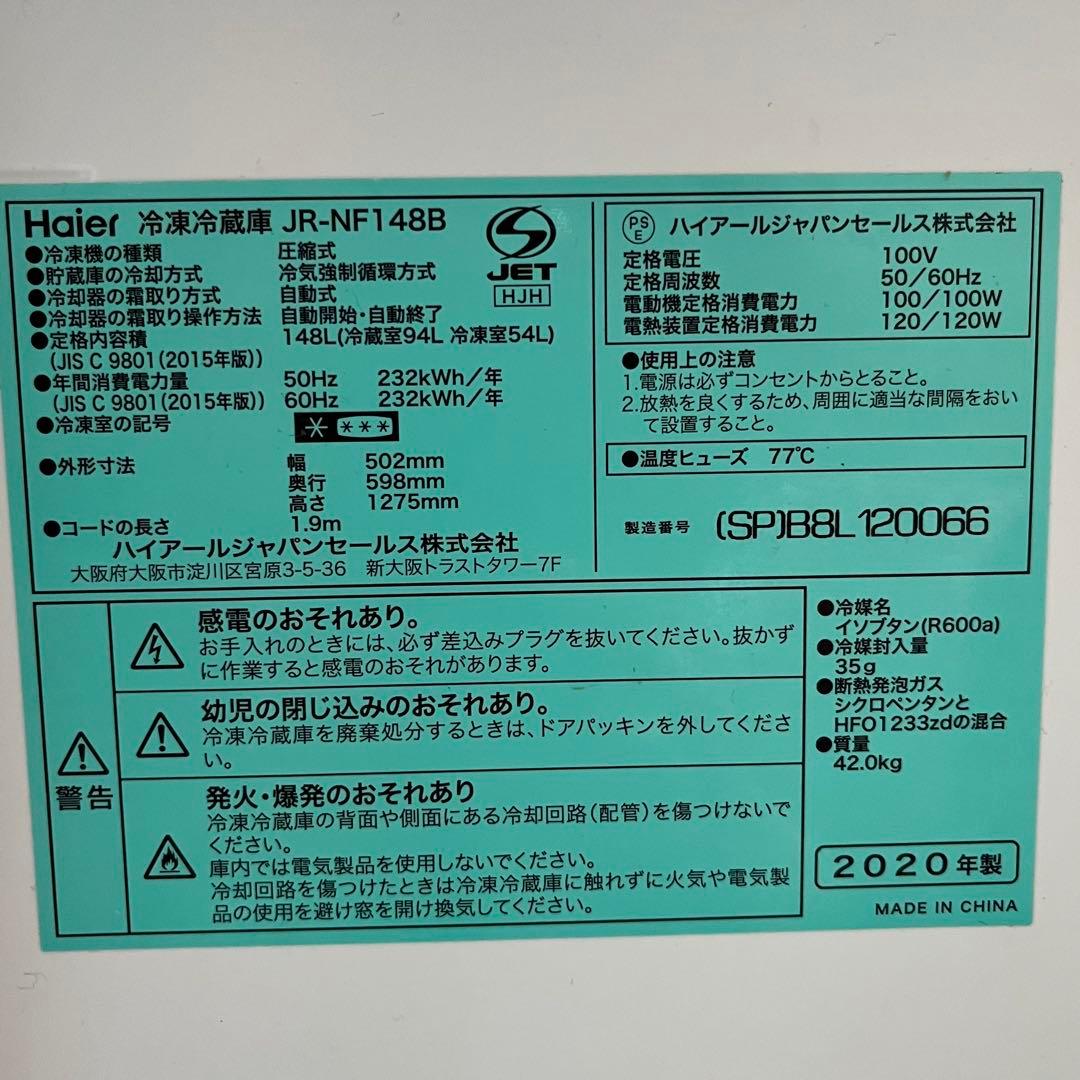 Haier 冷凍冷蔵庫 JR-NF148B
●冷凍機の種類 圧縮式
●貯蔵庫の冷却方式 冷気強制循環方式
●冷却器の霜取り方式 自動式
●冷却器の霜取り操作方法 自動開始・自動終了
●定格内容積 148L(冷蔵室94L 冷凍室54L)
(JIS C 9801(2015年版))
●年間消費電力量 50Hz 232kWh/年
(JIS C 9801(2015年版)) 60Hz 232kWh/年
●冷凍室の記号
●外形寸法 幅 502mm
奥行 598mm
高さ 1275mm
●コードの長さ 1.9m
ハイアールジャパンセールス株式会社
大阪府大阪市淀川区宮原3-5-36 新大阪トラストタワー7F
JET
HJH
PS
E
ハイアールジャパンセールス株式会社
定格電圧 100V
定格周波数 50/60Hz
電動機定格消費電力 100/100W
電熱装置定格消費電力 120/120W
●使用上の注意
1.電源は必ずコンセントからとること。
2.放熱を良くするため、周囲に適当な間隔をおい
て設置すること。
●温度ヒューズ 77℃
製造番号 (SP)B8L120066
警告
感電のおそれあり。
お手入れのときには、必ず差込みプラグを抜いてください。抜かず
に作業すると感電のおそれがあります。
幼児の閉じ込みのおそれあり。
冷凍冷蔵庫を廃棄処分するときは、ドアパッキンを外してくださ
い。
発火・爆発のおそれあり
冷凍冷蔵庫の背面や側面にある冷却回路(配管)を傷つけないで
ください。
庫内では電気製品を使用しないでください。
冷却回路を傷つけたときは冷凍冷蔵庫に触れずに火気や電気製
品の使用を避け窓を開け換気してください。
●冷媒名
イソブタン(R600a)
●冷媒封入量
35g
●断熱発泡ガス
シクロペンタンと
HFO1233zdの混合
●質量
42.0kg
2020年製
MADE IN CHINA